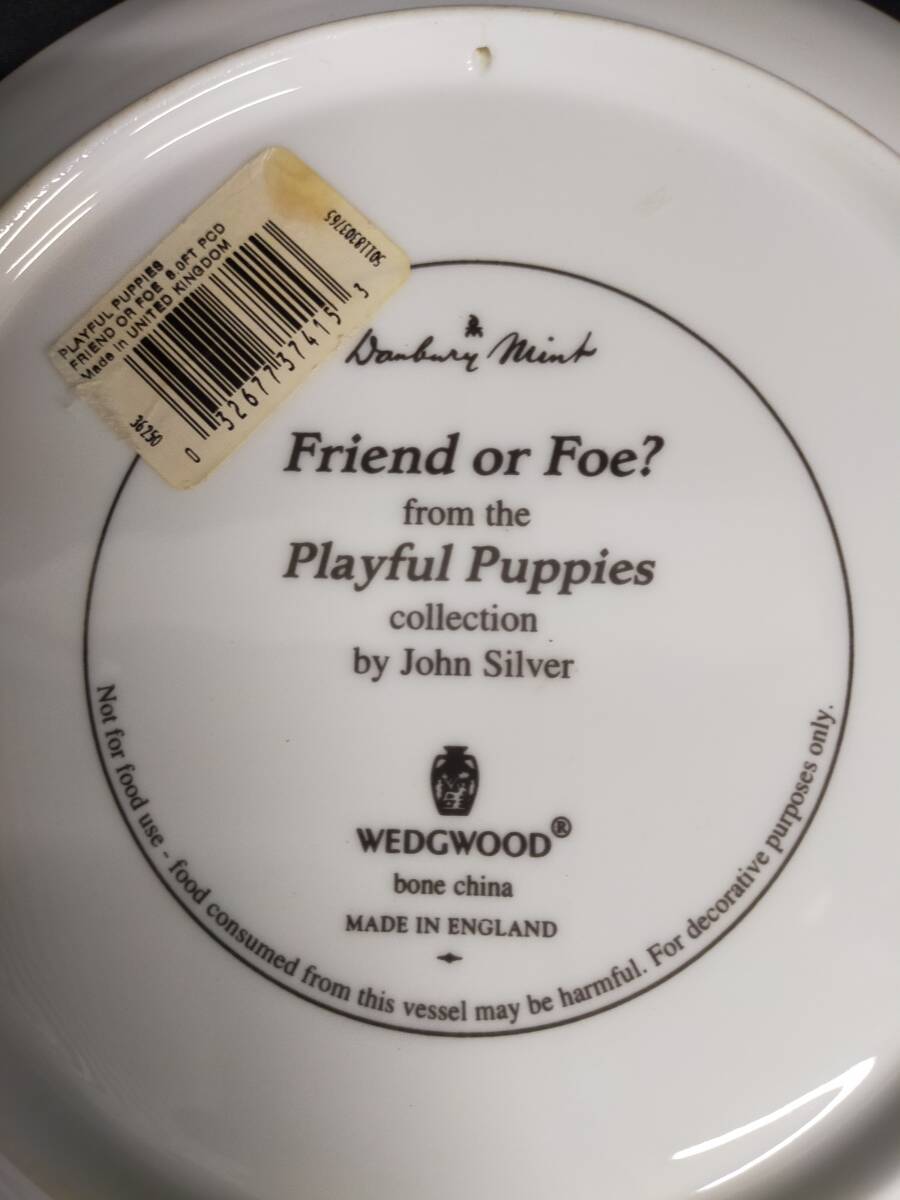 PLAYFUL PUPPIES
FRIEND OR FOE 8.0FT PCD
Made in UNITED KINGDOM
50118303765
36250
0 32677 37415 3
Danbury Mint
Friend or Foe?
from the
Playful Puppies
collection
by John Silver
WEDGWOOD®
bone china
MADE IN ENGLAND
Not for food use - food consumed from this vessel may be harmful. For decorative purposes only.